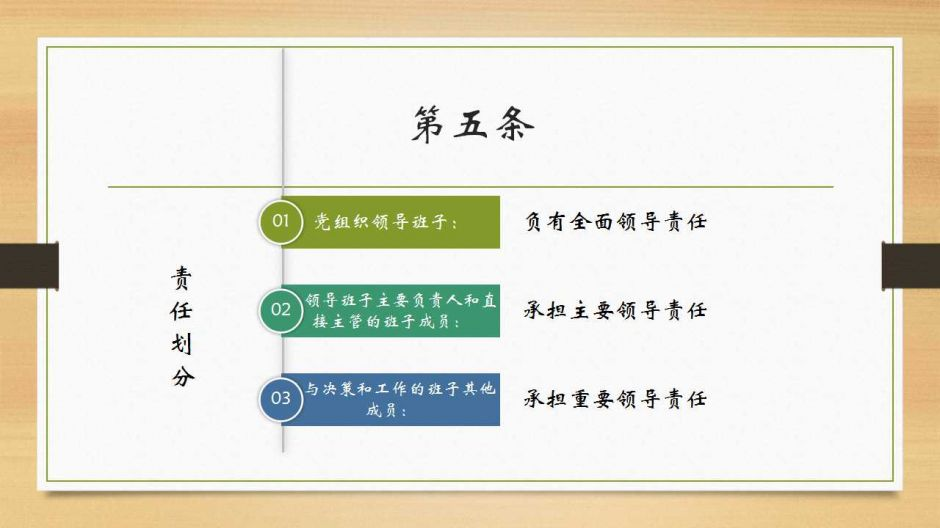 第五条
责任划分
01 党组织领导班子：
负有全面领导责任
02 领导班子主要负责人和直
接主管的班子成员：
承担主要领导责任
03 与决策和工作的班子其他
成员：
承担重要领导责任